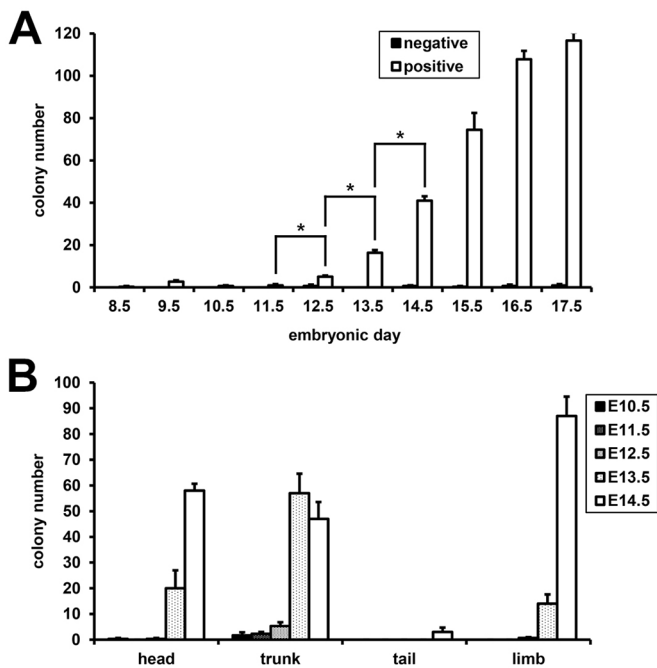 A
120
100
80
60
40
20
0
colony number
negative
positive
*
*
*
8.5 9.5 10.5 11.5 12.5 13.5 14.5 15.5 16.5 17.5
embryonic day
B
100
90
80
70
60
50
40
30
20
10
0
colony number
E10.5
E11.5
E12.5
E13.5
E14.5
head trunk tail limb